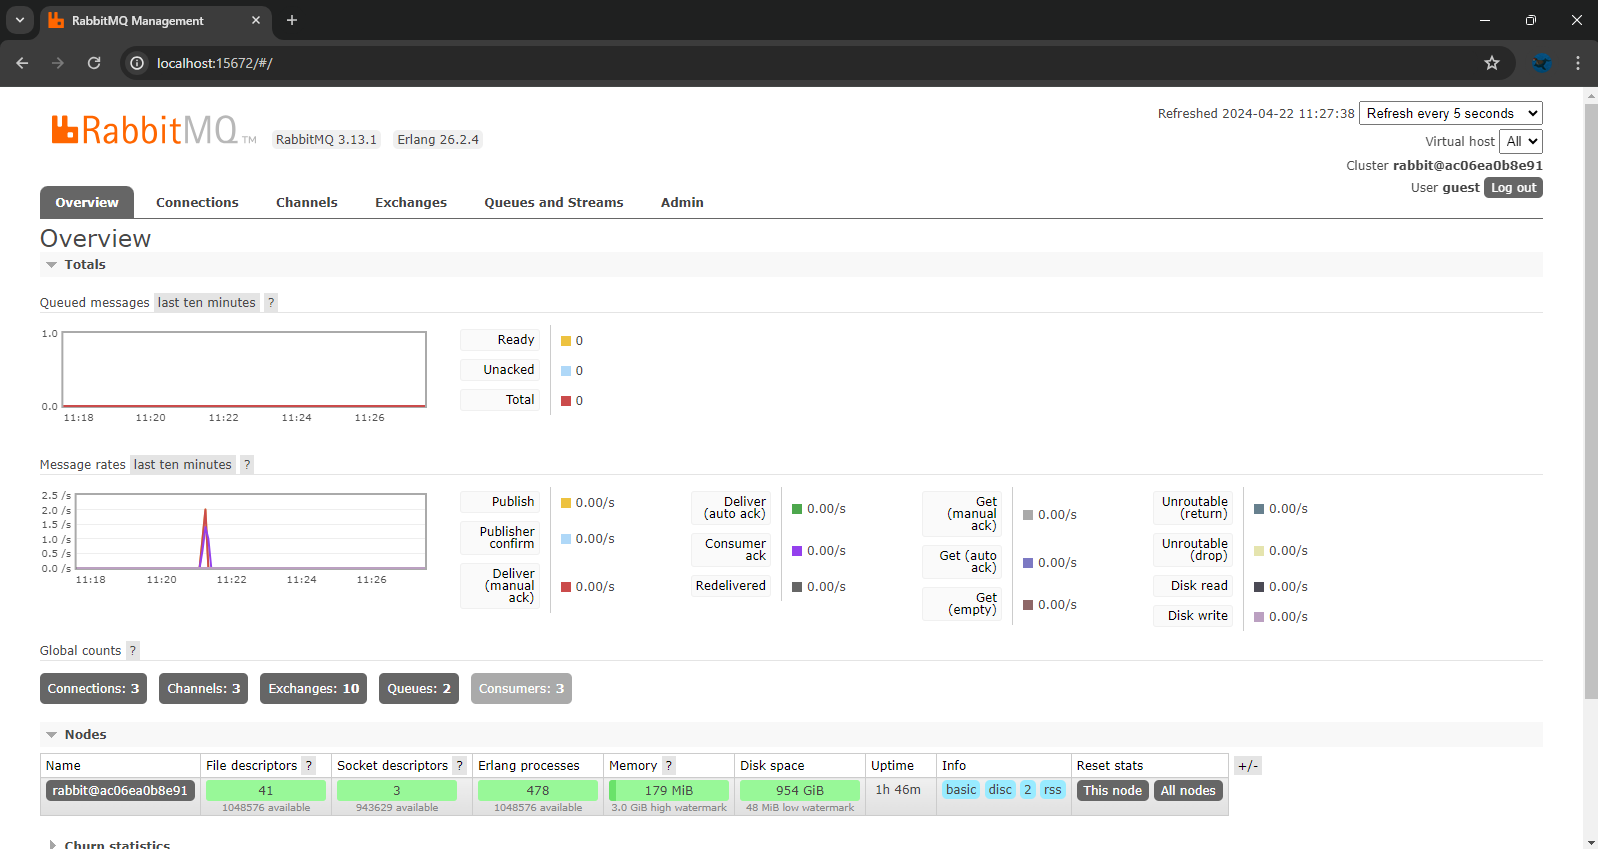 RabbitMQ Management
localhost:15672/#/
RabbitMQ TM
RabbitMQ 3.13.1 Erlang 26.2.4
Refreshed 2024-04-22 11:27:38 Refresh every 5 seconds
Virtual host All
Cluster rabbit@ac06ea0b8e91
User guest Log out
Overview Connections Channels Exchanges Queues and Streams Admin
Overview
Totals
Queued messages last ten minutes ?
1.0
0.0
11:18 11:20 11:22 11:24 11:26
Ready 0
Unacked 0
Total 0
Message rates last ten minutes ?
2.5 /s
2.0 /s
1.5 /s
1.0 /s
0.5 /s
0.0 /s
11:18 11:20 11:22 11:24 11:26
Publish 0.00/s
Publisher
confirm 0.00/s
Deliver
(manual
ack) 0.00/s
Deliver
(auto ack) 0.00/s
Consumer
ack 0.00/s
Redelivered 0.00/s
Get
(manual
ack) 0.00/s
Get (auto
ack) 0.00/s
Get
(empty) 0.00/s
Unroutable
(return) 0.00/s
Unroutable
(drop) 0.00/s
Disk read 0.00/s
Disk write 0.00/s
Global counts ?
Connections: 3 Channels: 3 Exchanges: 10 Queues: 2 Consumers: 3
Nodes
Name File descriptors ? Socket descriptors ? Erlang processes Memory ? Disk space Uptime Info Reset stats +/-
rabbit@ac06ea0b8e91 41 3 478 179 MiB 954 GiB 1h 46m basic disc 2 rss This node All nodes
1048576 available 943629 available 1048576 available 3.0 GiB high watermark 48 MiB low watermark
Churn statistics